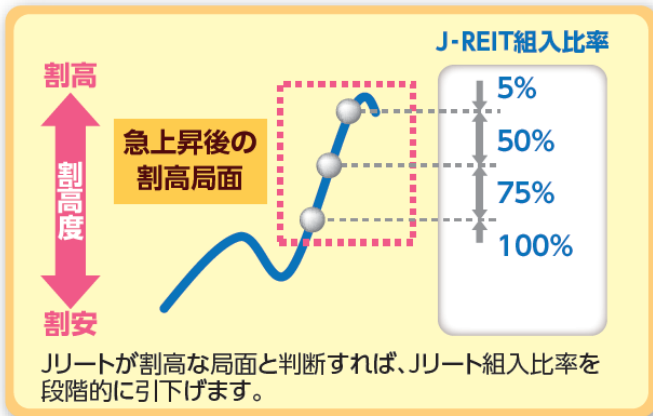 J-REIT組入比率
割高
割高度
割安
急上昇後の
割高局面
5%
50%
75%
100%
Jリートが割高な局面と判断すれば、Jリート組入比率を
段階的に引下げます。